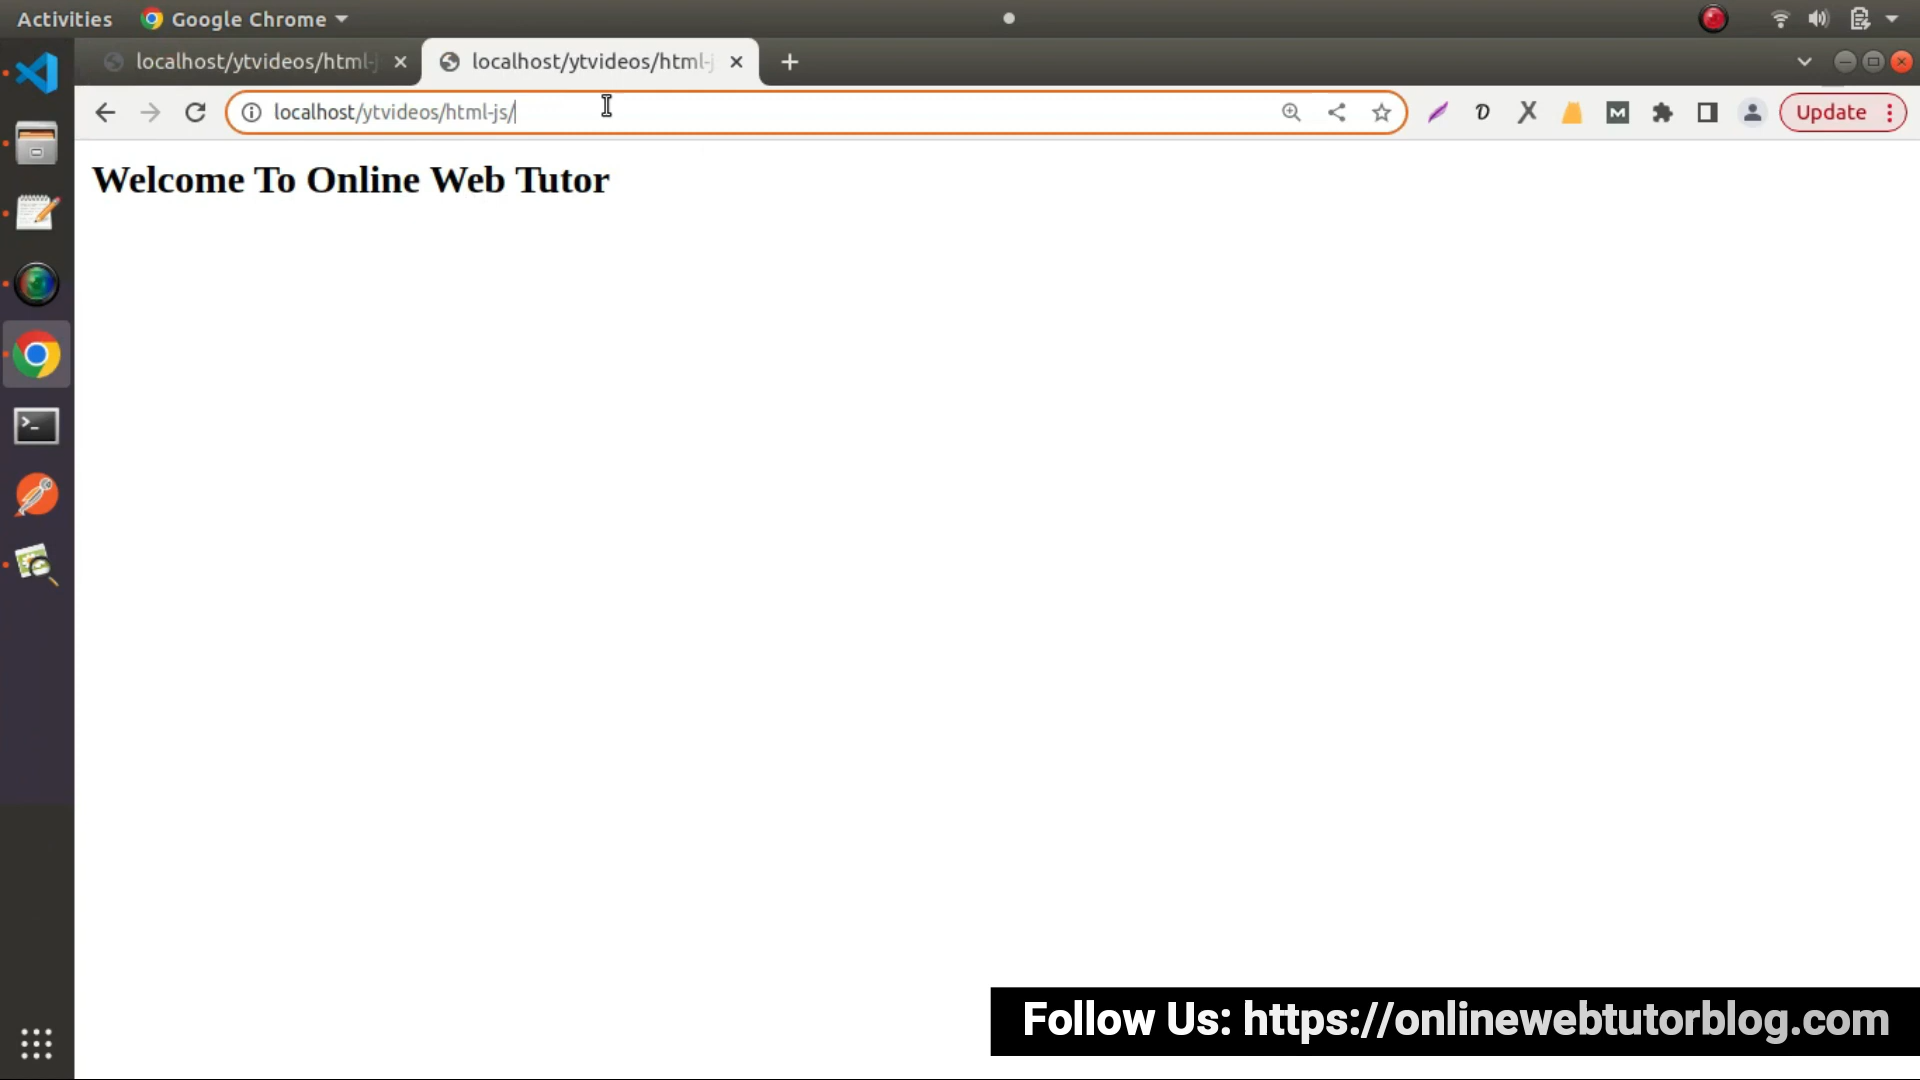 Activities
Google Chrome
localhost/ytvideos/html-j
localhost/ytvideos/html-j
localhost/ytvideos/html-js/
Update
Welcome To Online Web Tutor
Follow Us: https://onlinewebtutorblog.com